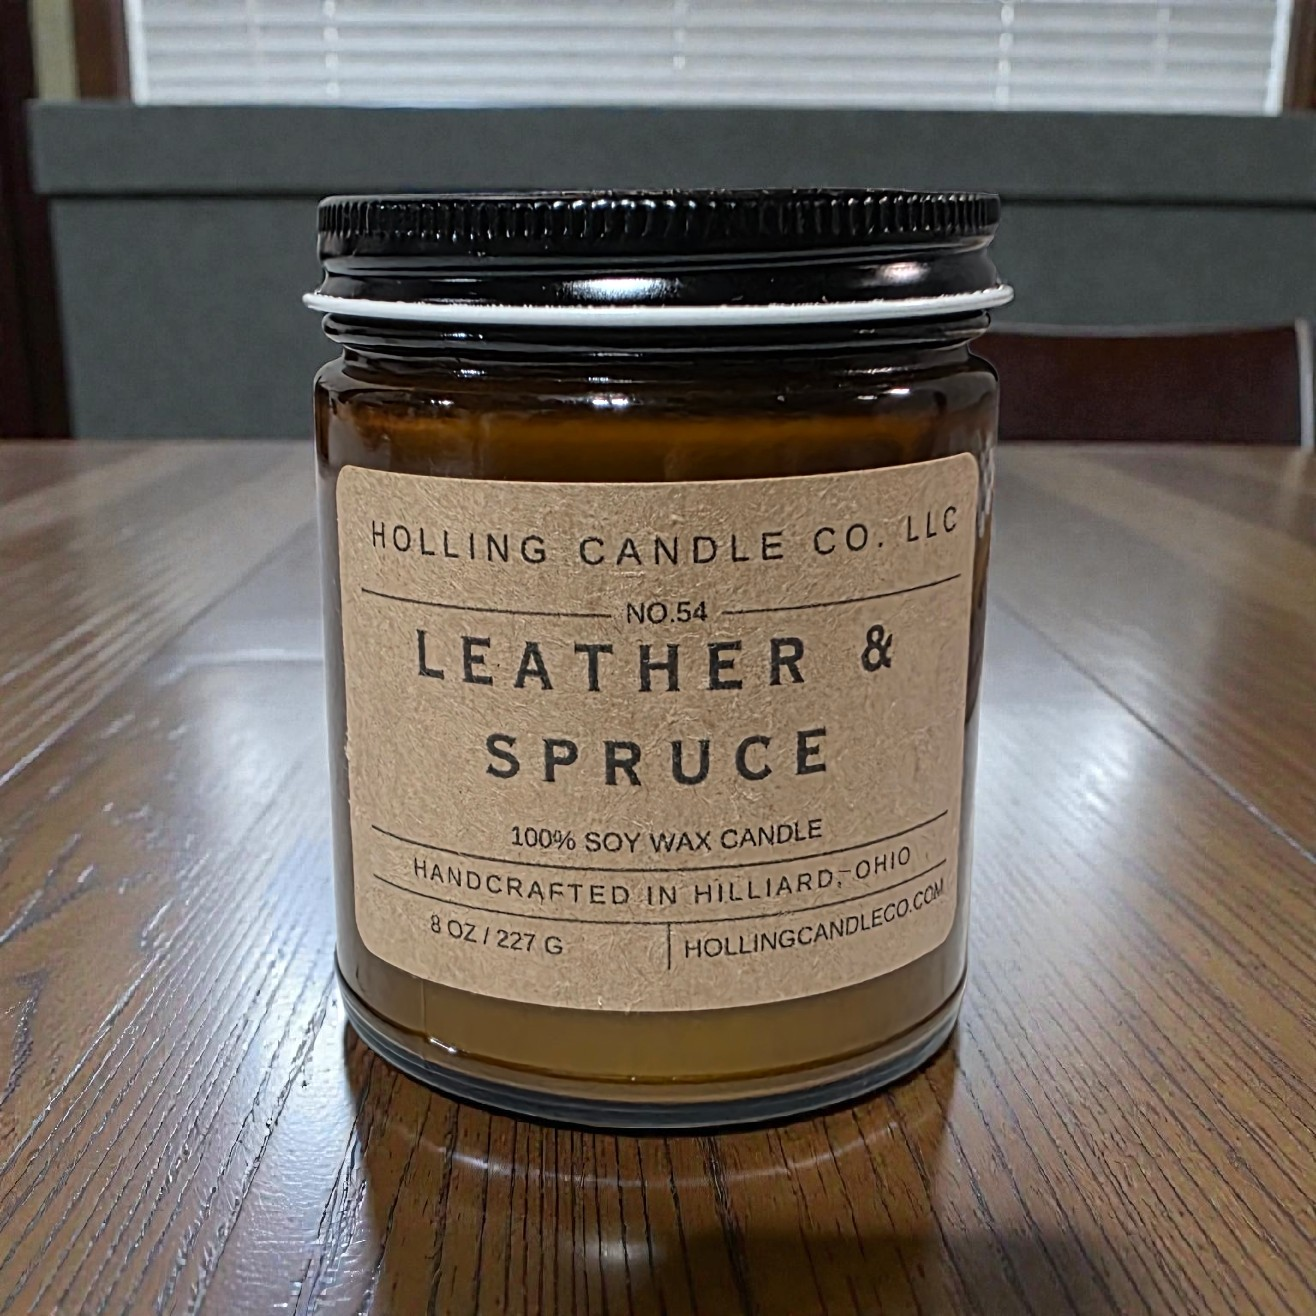 HOLLING CANDLE CO. LLC
NO.54
LEATHER &
SPRUCE
100% SOY WAX CANDLE
HANDCRAFTED IN HILLIARD, OHIO
8 OZ / 227 G
HOLLINGCANDLECO.COM